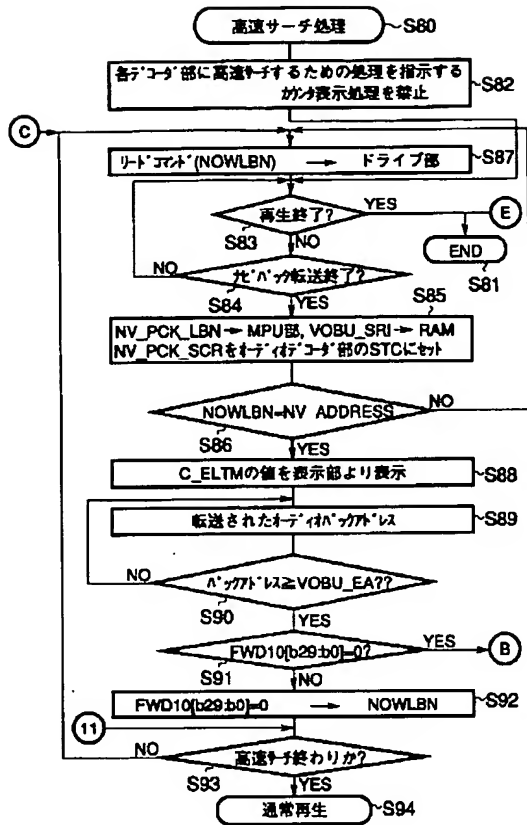 高速サーチ処理
S80
各デコーダ部に高速サーチするための処理を指示する
カウンタ表示処理を禁止
S82
C
リードコマンド(NOWLBN) → ドライブ部
S87
再生終了?
YES
E
S83
NO
END
S81
NO
ナビパック転送終了?
S84
YES
S85
NV_PCK_LBN→MPU部, VOBU_SRI→RAM
NV_PCK_SCRをオーディオデコーダ部のSTCにセット
NOWLBN=NV ADDRESS
NO
S86
YES
C_ELTMの値を表示部より表示
S88
転送されたオーディオパックアドレス
S89
NO
パックアドレス≧VOBU_EA??
S90
YES
FWD10[b29:b0]=0?
YES
B
S91
NO
FWD10[b29:b0]=0 → NOWLBN
S92
11
NO
高速サーチ終わりか?
S93
YES
通常再生
S94